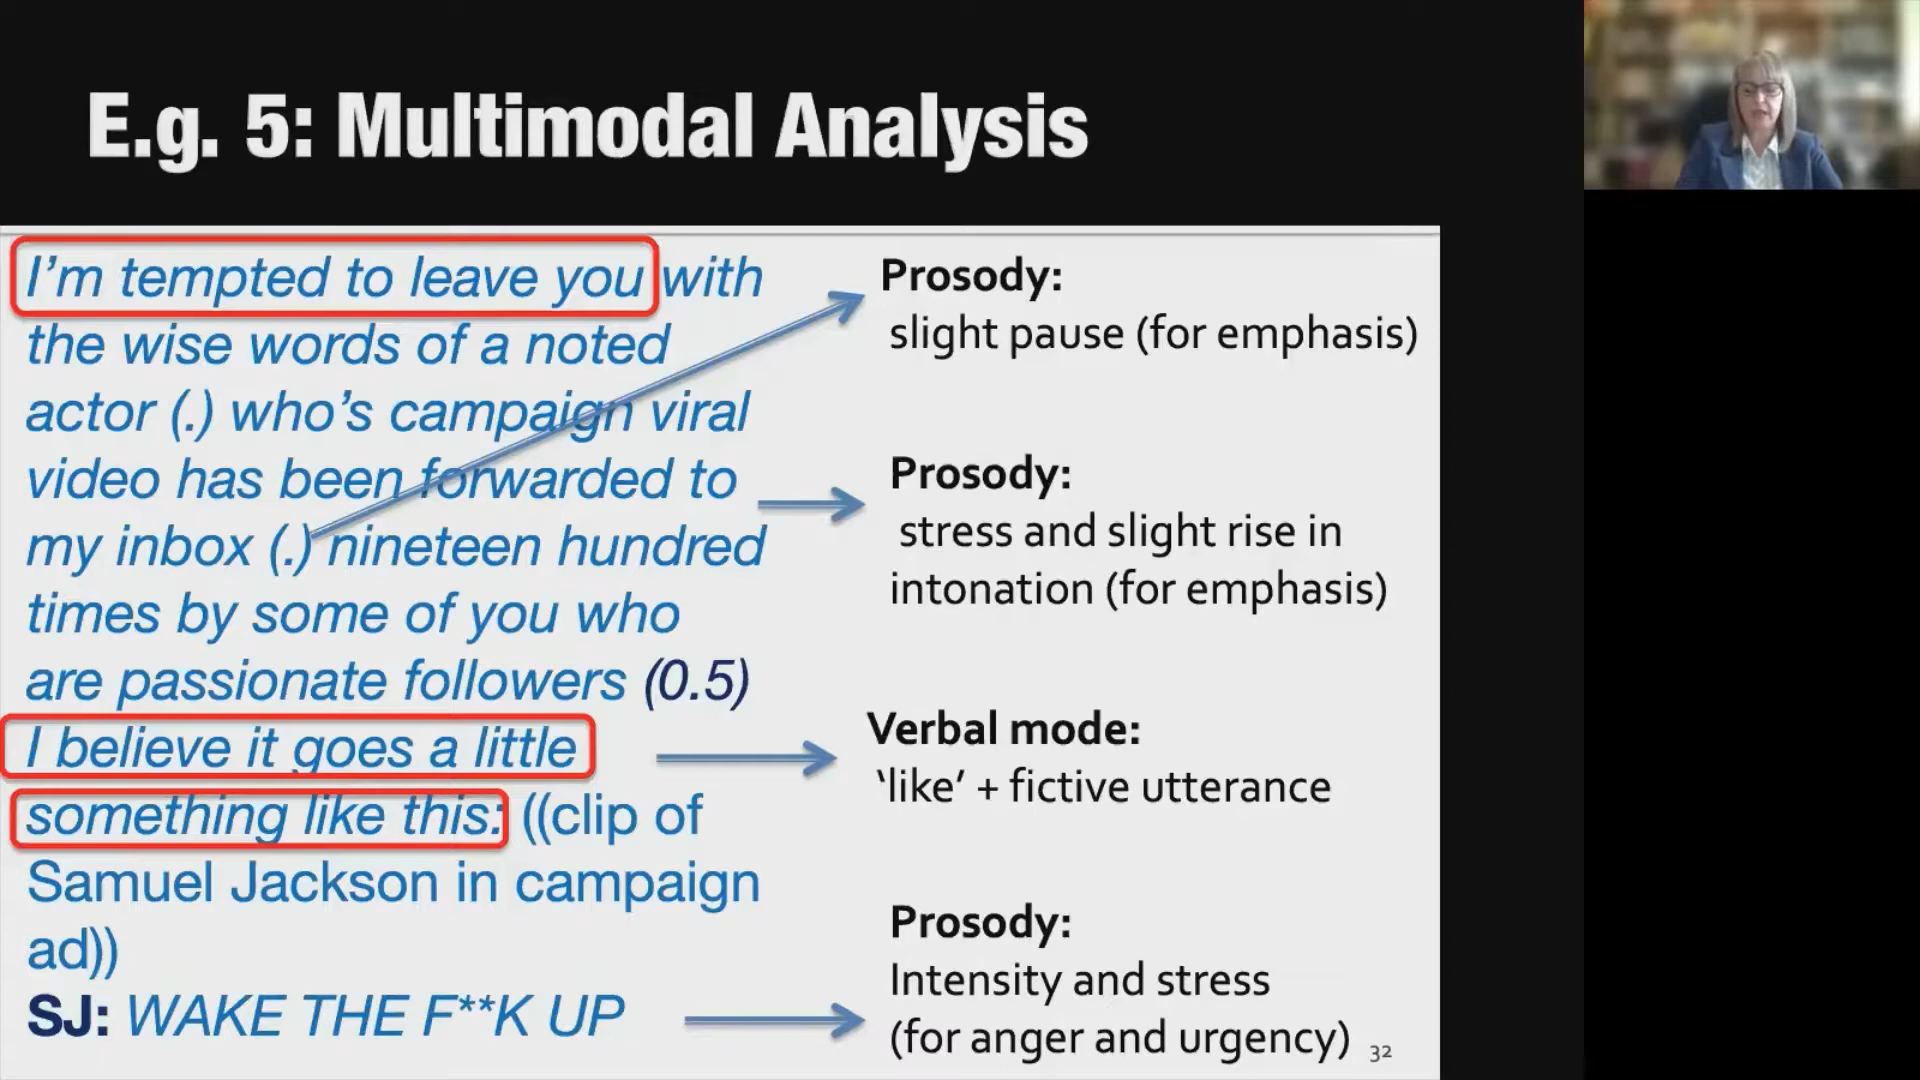 E.g. 5: Multimodal Analysis
I'm tempted to leave you with
the wise words of a noted
actor (.) who's campaign viral
video has been forwarded to
my inbox (.) nineteen hundred
times by some of you who
are passionate followers (0.5)
I believe it goes a little
something like this: ((clip of
Samuel Jackson in campaign
ad))
SJ: WAKE THE F**K UP
Prosody:
slight pause (for emphasis)
Prosody:
stress and slight rise in
intonation (for emphasis)
Verbal mode:
'like' + fictive utterance
Prosody:
Intensity and stress
(for anger and urgency)
32